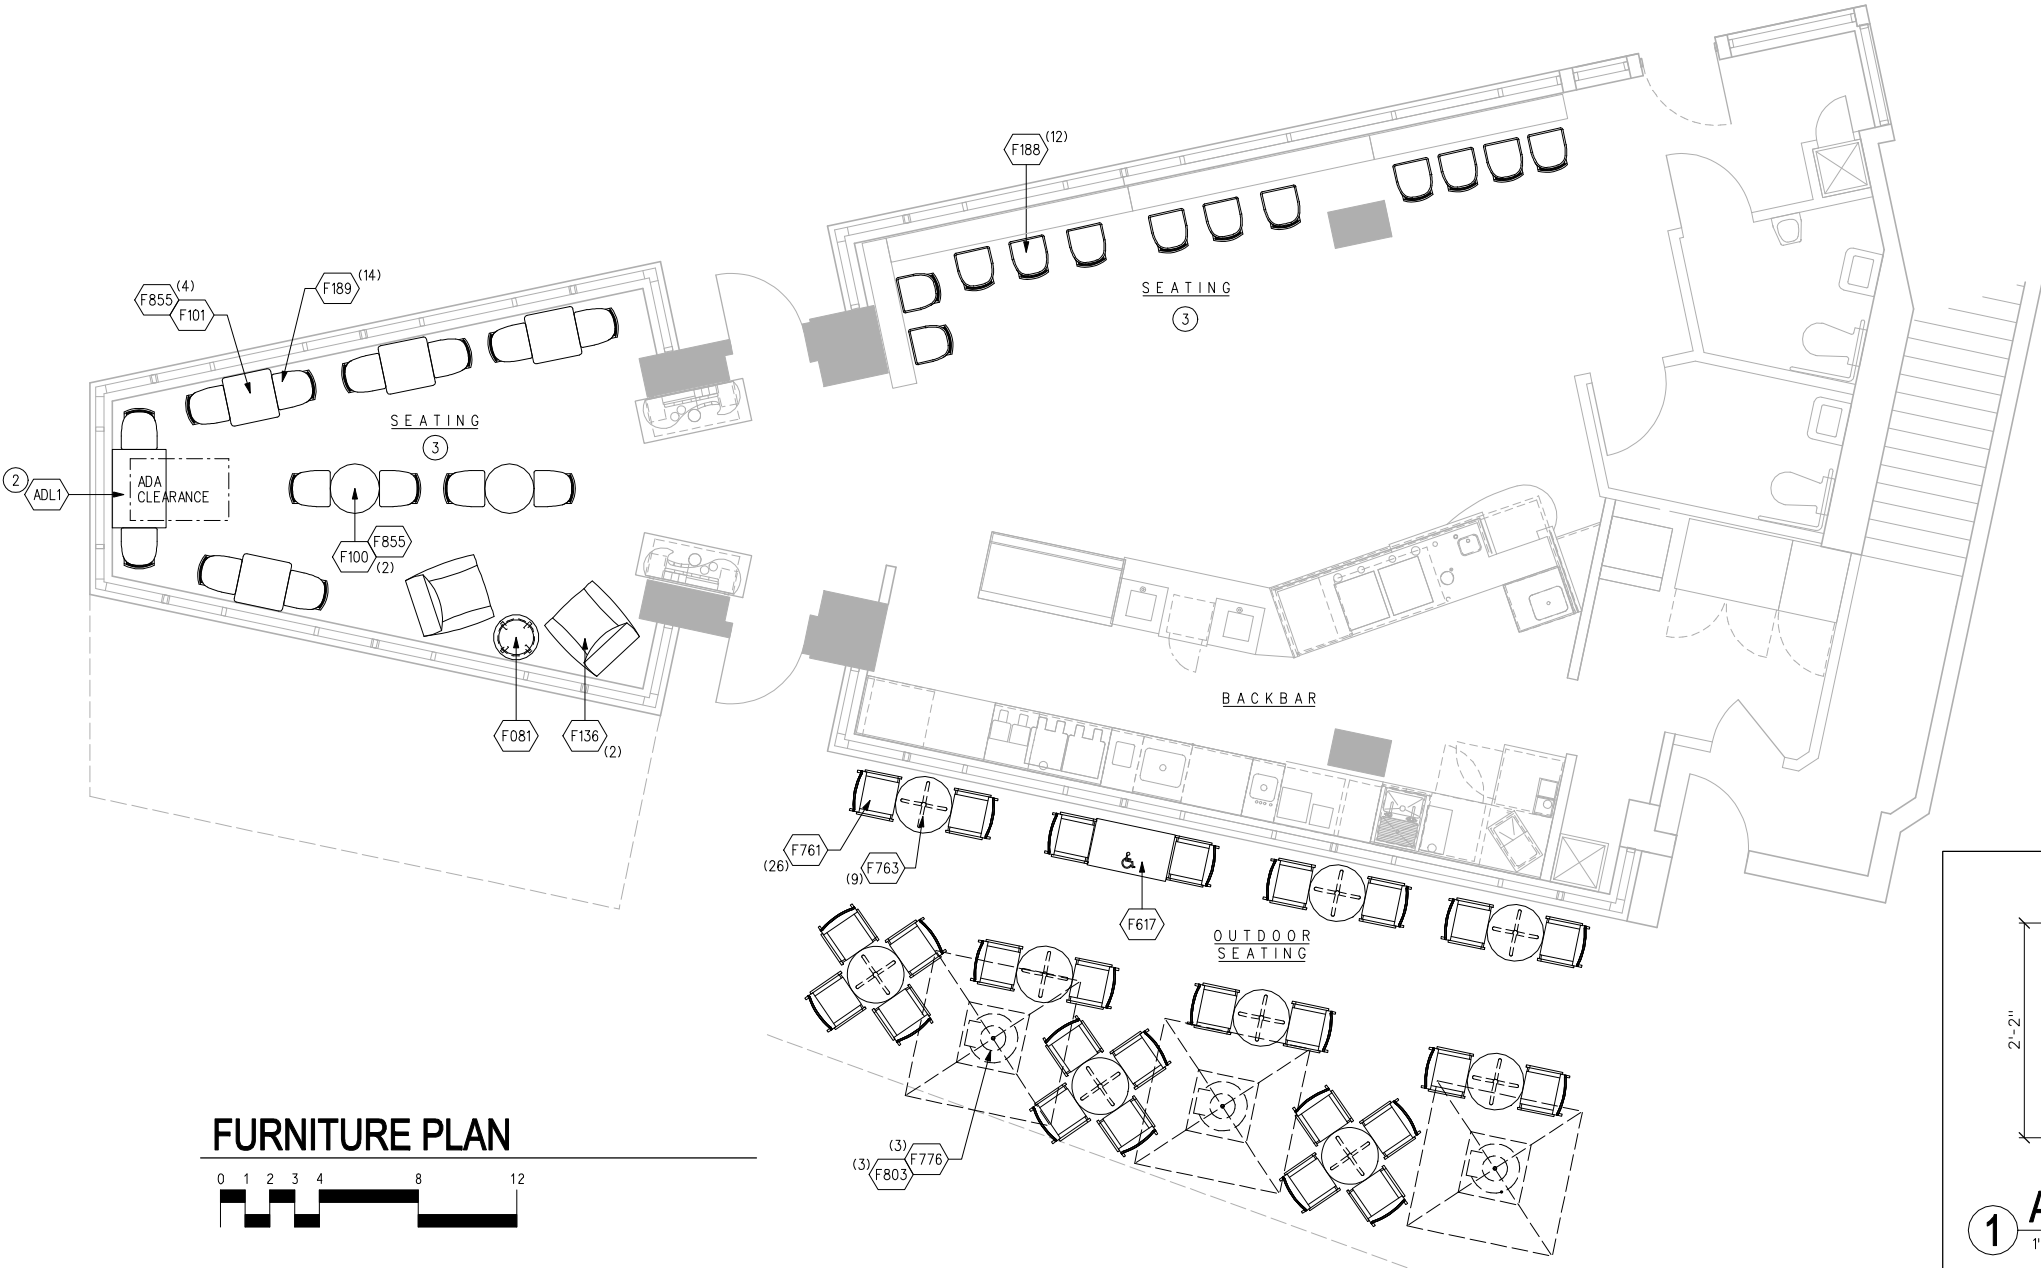 F188 (12)
F855 (4)
F101
F189 (14)
SEATING
3
SEATING
3
2
ADL1
ADA
CLEARANCE
F855
F100 (2)
F081
F136 (2)
BACKBAR
F761
(26)
F763
(9)
F617
OUTDOOR
SEATING
2'-2"
FURNITURE PLAN
(3) F776
(3) F803
0 1 2 3 4 8 12
1
A
1'